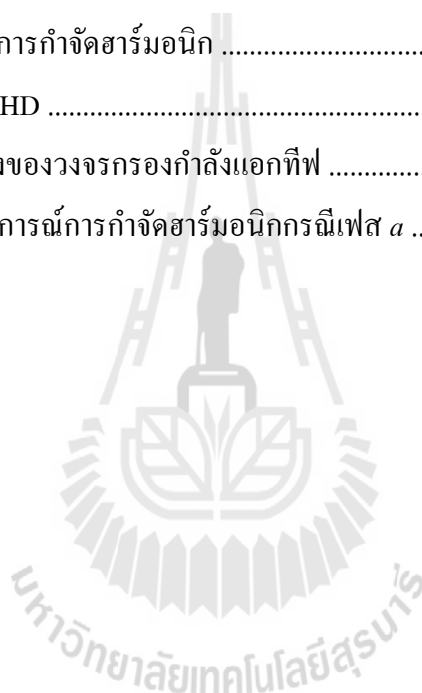 การกำจัดฮาร์มอนิก ..............................
HD ................................................
งของวงจรกรองกำลังแอกทีฟ ..............
การณ์การกำจัดฮาร์มอนิกกรณีเฟส a ..
มหาวิทยาลัยเทคโนโลยีสุรนารี